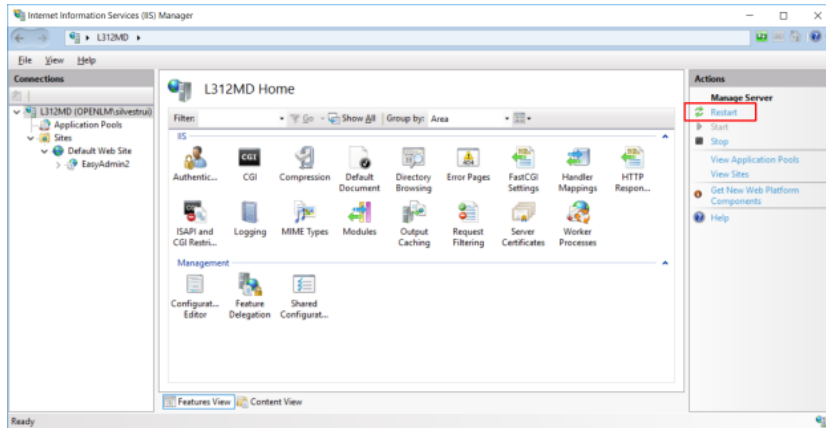 Internet Information Services (IIS) Manager
L312MD
File View Help
Connections
L312MD (OPENLM\silvestrui)
Application Pools
Sites
Default Web Site
EasyAdmin2
L312MD Home
Filter: Go Show All Group by: Area
IIS
Authentic... CGI Compression Default Document Directory Browsing Error Pages FastCGI Settings Handler Mappings HTTP Respon...
ISAPI and CGI Restri... Logging MIME Types Modules Output Caching Request Filtering Server Certificates Worker Processes
Management
Configurat... Editor Feature Delegation Shared Configurat...
Features View Content View
Ready
Actions
Manage Server
Restart
Start
Stop
View Application Pools
View Sites
Get New Web Platform
Components
Help